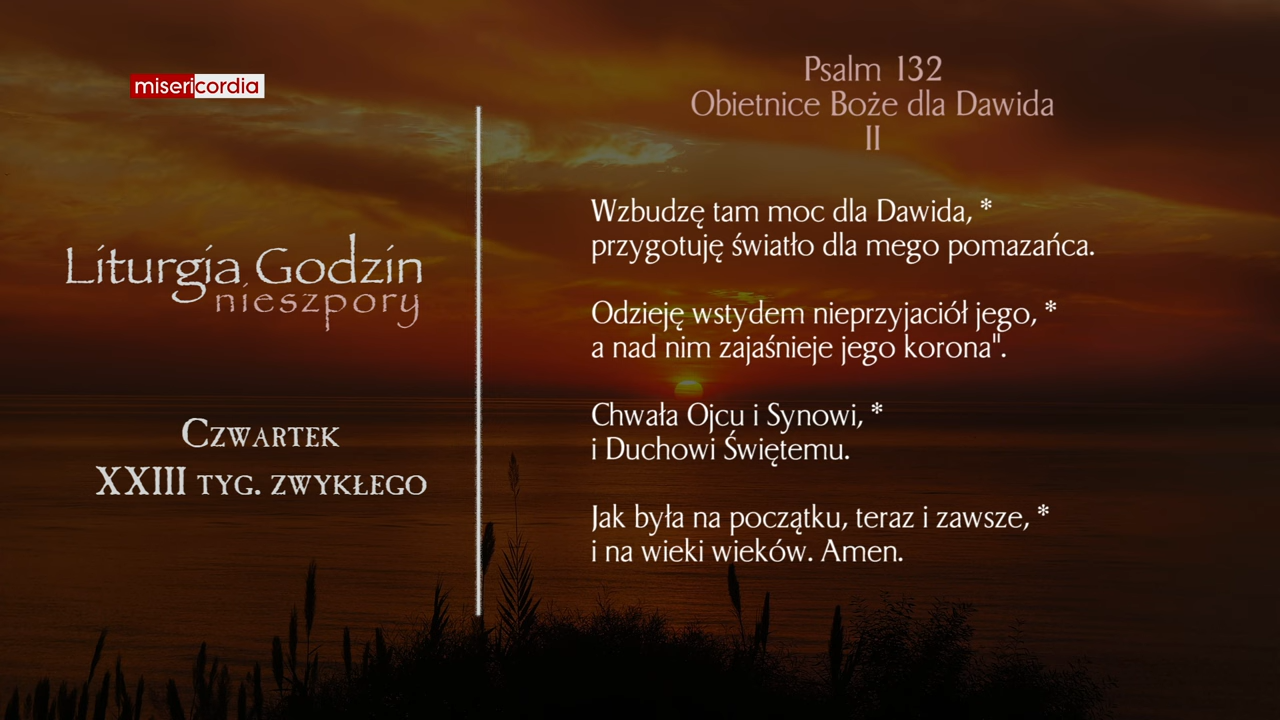 misericordia
Liturgia Godzin
nieszpory
Czwartek
XXIII tyg. zwykłego
Psalm 132
Obietnice Boże dla Dawida
II
Wzbudzę tam moc dla Dawida, *
przygotuję światło dla mego pomazańca.
Odzieję wstydem nieprzyjaciół jego, *
a nad nim zajaśnieje jego korona".
Chwała Ojcu i Synowi, *
i Duchowi Świętemu.
Jak była na początku, teraz i zawsze, *
i na wieki wieków. Amen.